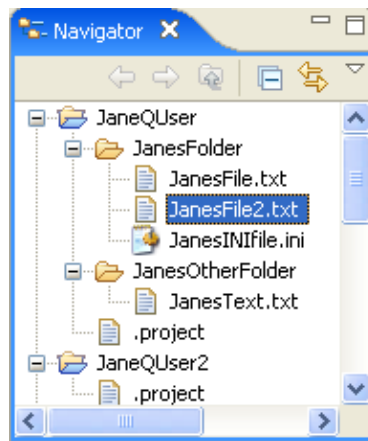 Navigator
JaneQUser
JanesFolder
JanesFile.txt
JanesFile2.txt
JanesINIfile.ini
JanesOtherFolder
JanesText.txt
.project
JaneQUser2
.project